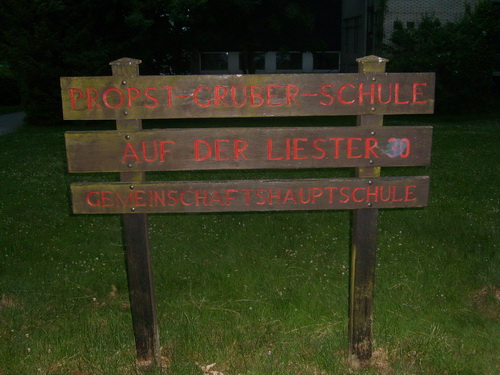 PROPST-GRUBER-SCHULE
AUF DER LIESTER 30
GEMEINSCHAFTSHAUPTSCHULE